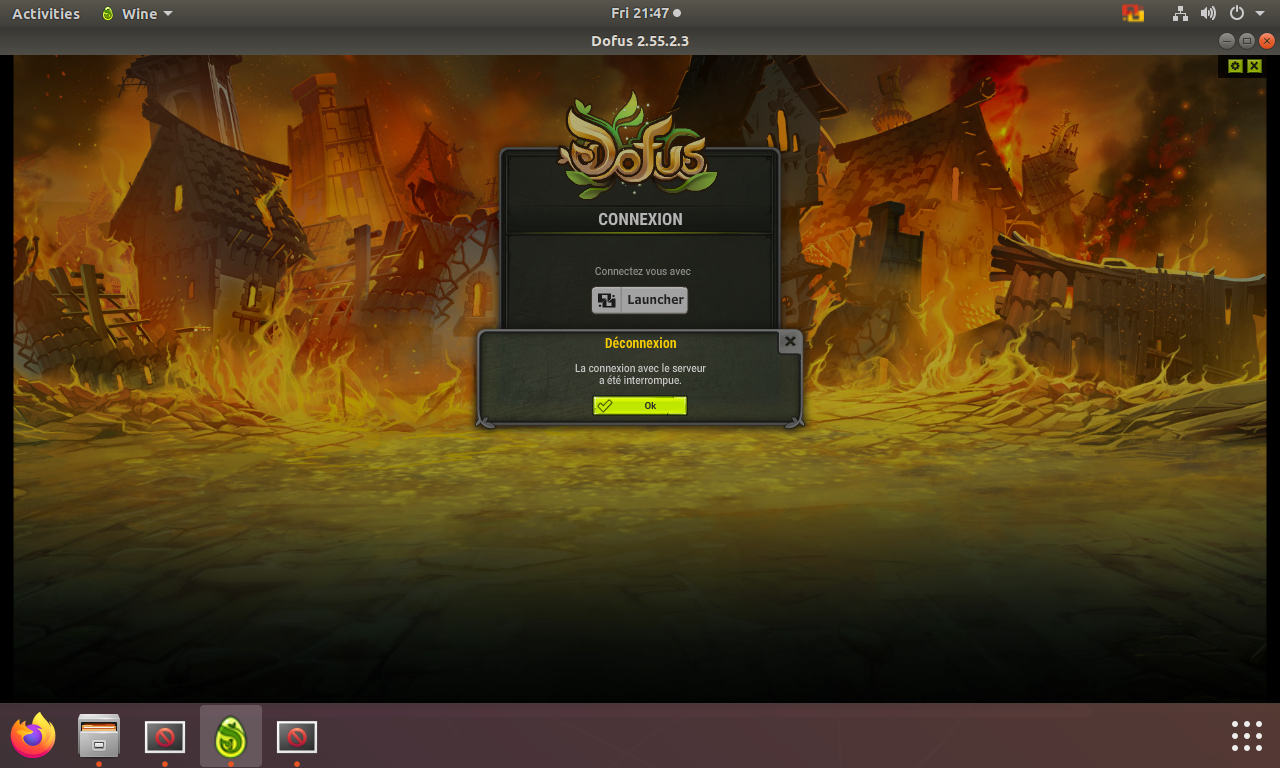 Activities Wine Fri 21:47
Dofus 2.55.2.3
Dofus
CONNEXION
Connectez vous avec
Launcher
Déconnexion
La connexion avec le serveur
a été interrompue.
Ok